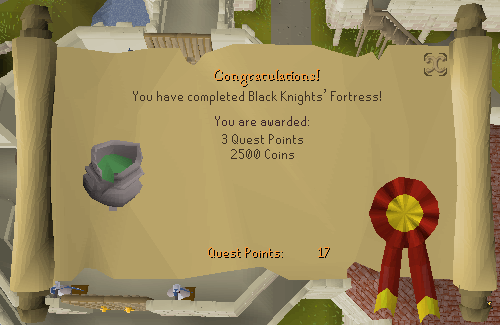 Congratulations!
You have completed Black Knights' Fortress!
You are awarded:
3 Quest Points
2500 Coins
Quest Points: 17